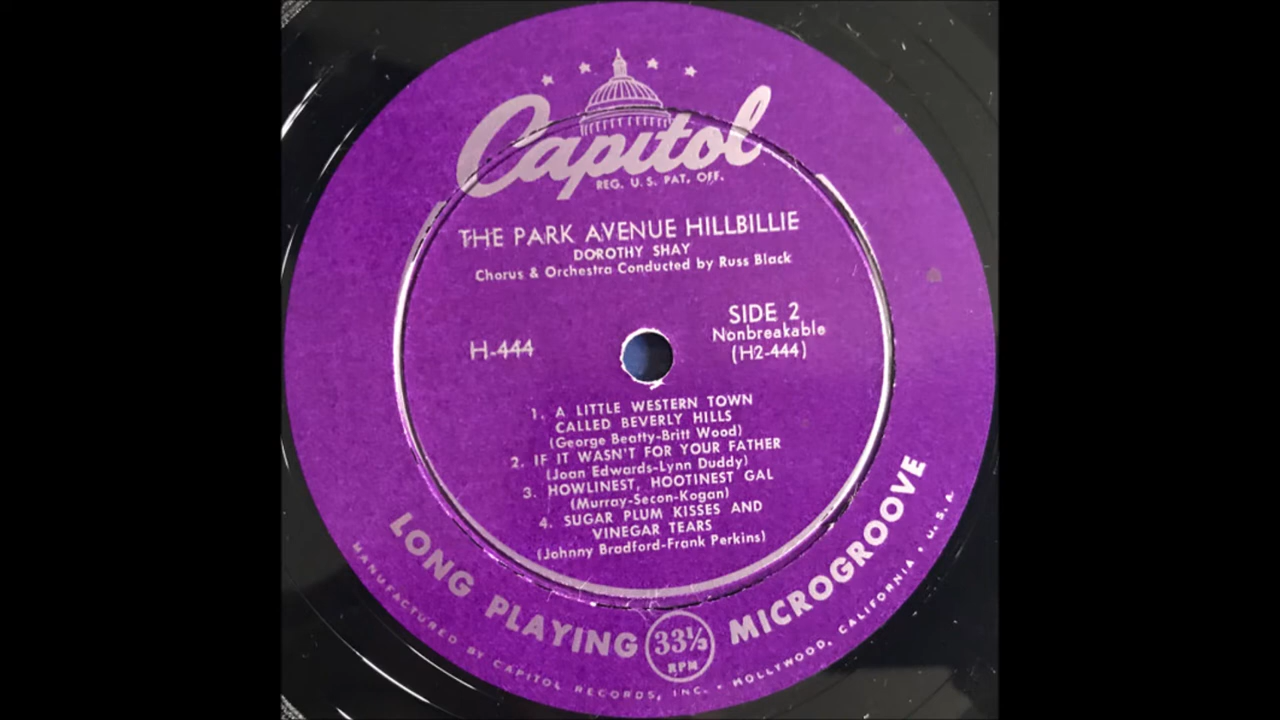 Capitol
REG. U. S. PAT. OFF.
THE PARK AVENUE HILLBILLIE
DOROTHY SHAY
Chorus & Orchestra Conducted by Russ Black
H-444
SIDE 2
Nonbreakable
(H2-444)
1. A LITTLE WESTERN TOWN
CALLED BEVERLY HILLS
(George Beatty-Britt Wood)
2. IF IT WASN'T FOR YOUR FATHER
(Joan Edwards-Lynn Duddy)
3. HOWLINEST, HOOTINEST GAL
(Murray-Secon-Kogan)
4. SUGAR PLUM KISSES AND
VINEGAR TEARS
(Johnny Bradford-Frank Perkins)
LONG PLAYING 33⅓ RPM MICROGROOVE
MANUFACTURED BY CAPITOL RECORDS, INC. • HOLLYWOOD, CALIFORNIA • U. S. A.